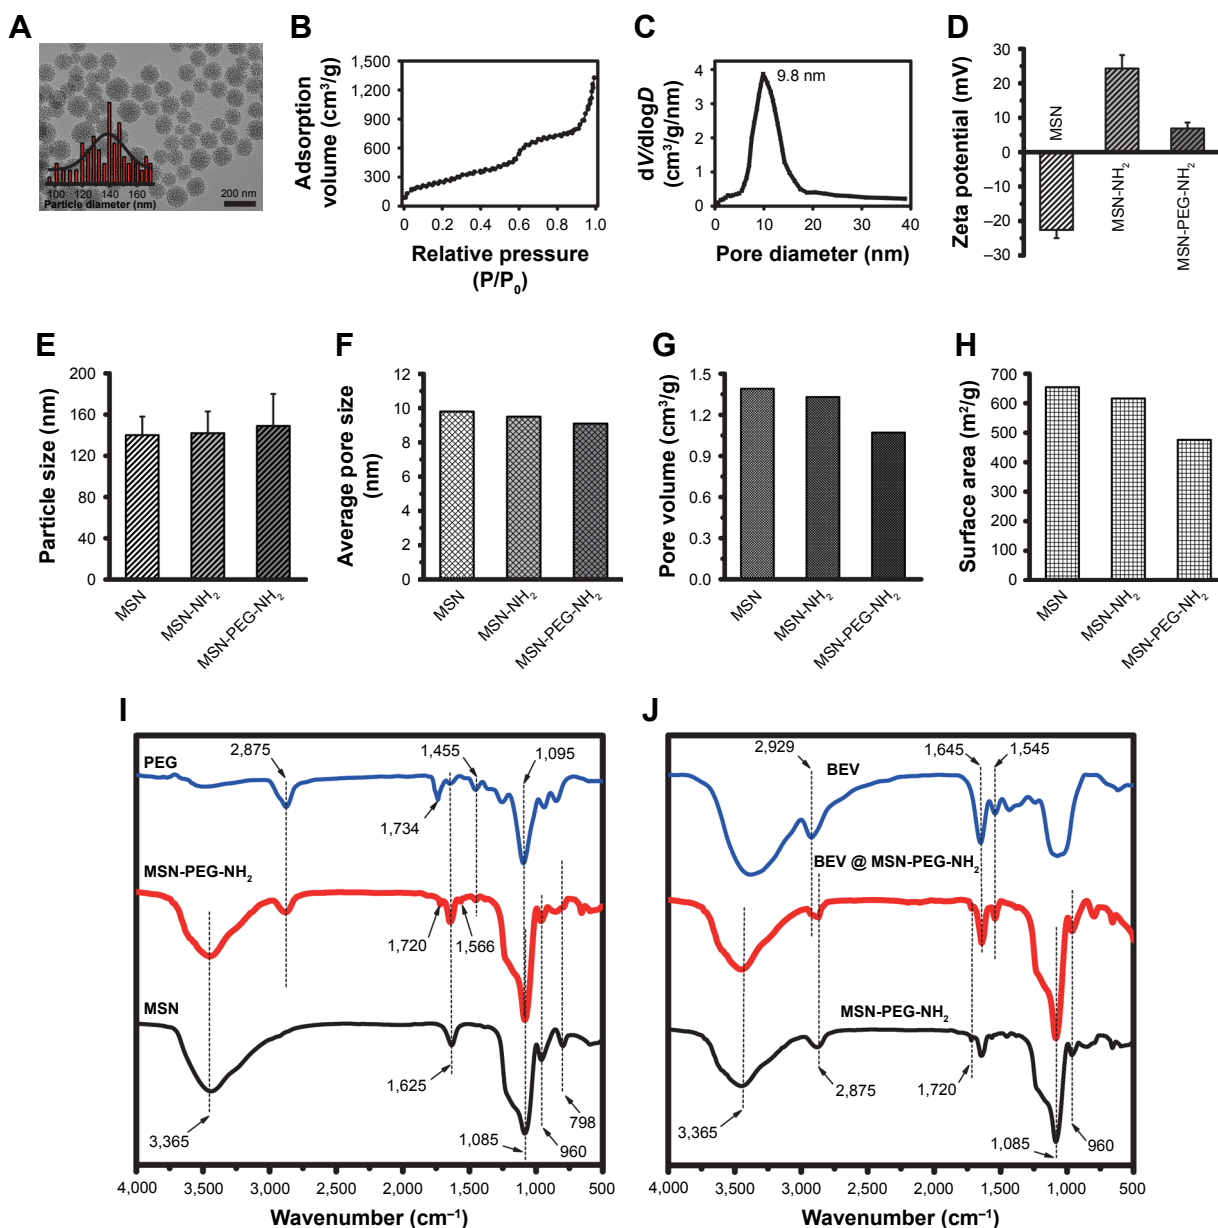 A
100 120 140 160
Particle diameter (nm)
200 nm
B
Adsorption
volume (cm³/g)
1,500
1,200
900
600
300
0
0 0.2 0.4 0.6 0.8 1.0
Relative pressure
(P/P₀)
C
dV/dlogD
(cm³/g/nm)
4
3
2
1
0
9.8 nm
0 10 20 30 40
Pore diameter (nm)
D
Zeta potential (mV)
30
20
10
0
–10
–20
–30
MSN
MSN-NH₂
MSN-PEG-NH₂
E
Particle size (nm)
200
160
120
80
40
0
MSN
MSN-NH₂
MSN-PEG-NH₂
F
Average pore size
(nm)
12
10
8
6
4
2
0
MSN
MSN-NH₂
MSN-PEG-NH₂
G
Pore volume (cm³/g)
1.5
1.2
0.9
0.6
0.3
0.0
MSN
MSN-NH₂
MSN-PEG-NH₂
H
Surface area (m²/g)
700
600
500
400
300
200
100
0
MSN
MSN-NH₂
MSN-PEG-NH₂
I
2,875 1,455 1,095
PEG
1,734
MSN-PEG-NH₂
1,720 1,566
MSN
1,625
798
3,365 1,085 960
4,000 3,500 3,000 2,500 2,000 1,500 1,000 500
Wavenumber (cm⁻¹)
J
2,929 1,645 1,545
BEV
BEV @ MSN-PEG-NH₂
MSN-PEG-NH₂
2,875 1,720
3,365 1,085 960
4,000 3,500 3,000 2,500 2,000 1,500 1,000 500
Wavenumber (cm⁻¹)